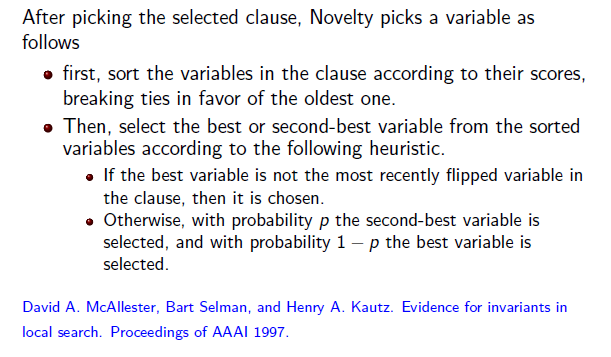 After picking the selected clause, Novelty picks a variable as
follows
first, sort the variables in the clause according to their scores,
breaking ties in favor of the oldest one.
Then, select the best or second-best variable from the sorted
variables according to the following heuristic.
If the best variable is not the most recently flipped variable in
the clause, then it is chosen.
Otherwise, with probability p the second-best variable is
selected, and with probability 1 − p the best variable is
selected.
David A. McAllester, Bart Selman, and Henry A. Kautz. Evidence for invariants in
local search. Proceedings of AAAI 1997.